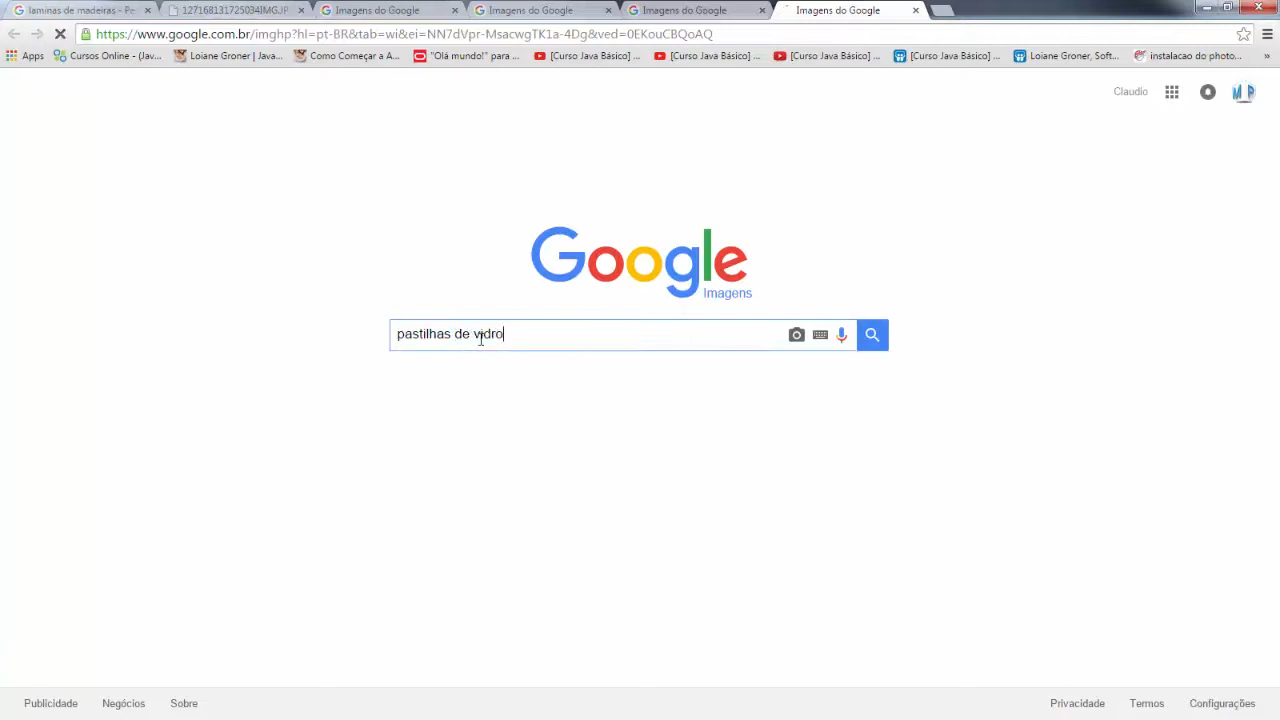 laminas de madeiras - Pe
127168131725034IMGJP
Imagens do Google
Imagens do Google
Imagens do Google
Imagens do Google
https://www.google.com.br/imghp?hl=pt-BR&tab=wi&ei=NN7dVpr-MsacwgTK1a-4Dg&ved=0EKouCBQoAQ
Apps
Cursos Online - (Jav...
Loiane Groner | Java...
Como Começar a A...
"Olá mundo!" para ...
[Curso Java Básico] ...
[Curso Java Básico] ...
[Curso Java Básico] ...
[Curso Java Básico] ...
Loiane Groner, Soft...
instalacao do photo...
»
Claudio
Google
Imagens
pastilhas de vidro
Publicidade
Negócios
Sobre
Privacidade
Termos
Configurações